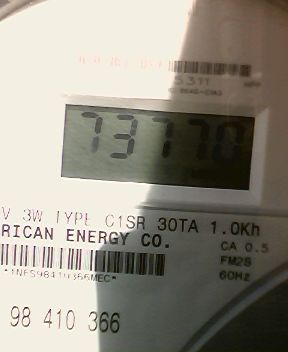 73770
V 3W TYPE C1SR 30TA 1.0Kh
RICAN ENERGY CO.
CA 0.5
FM2S
60Hz
98 410 366